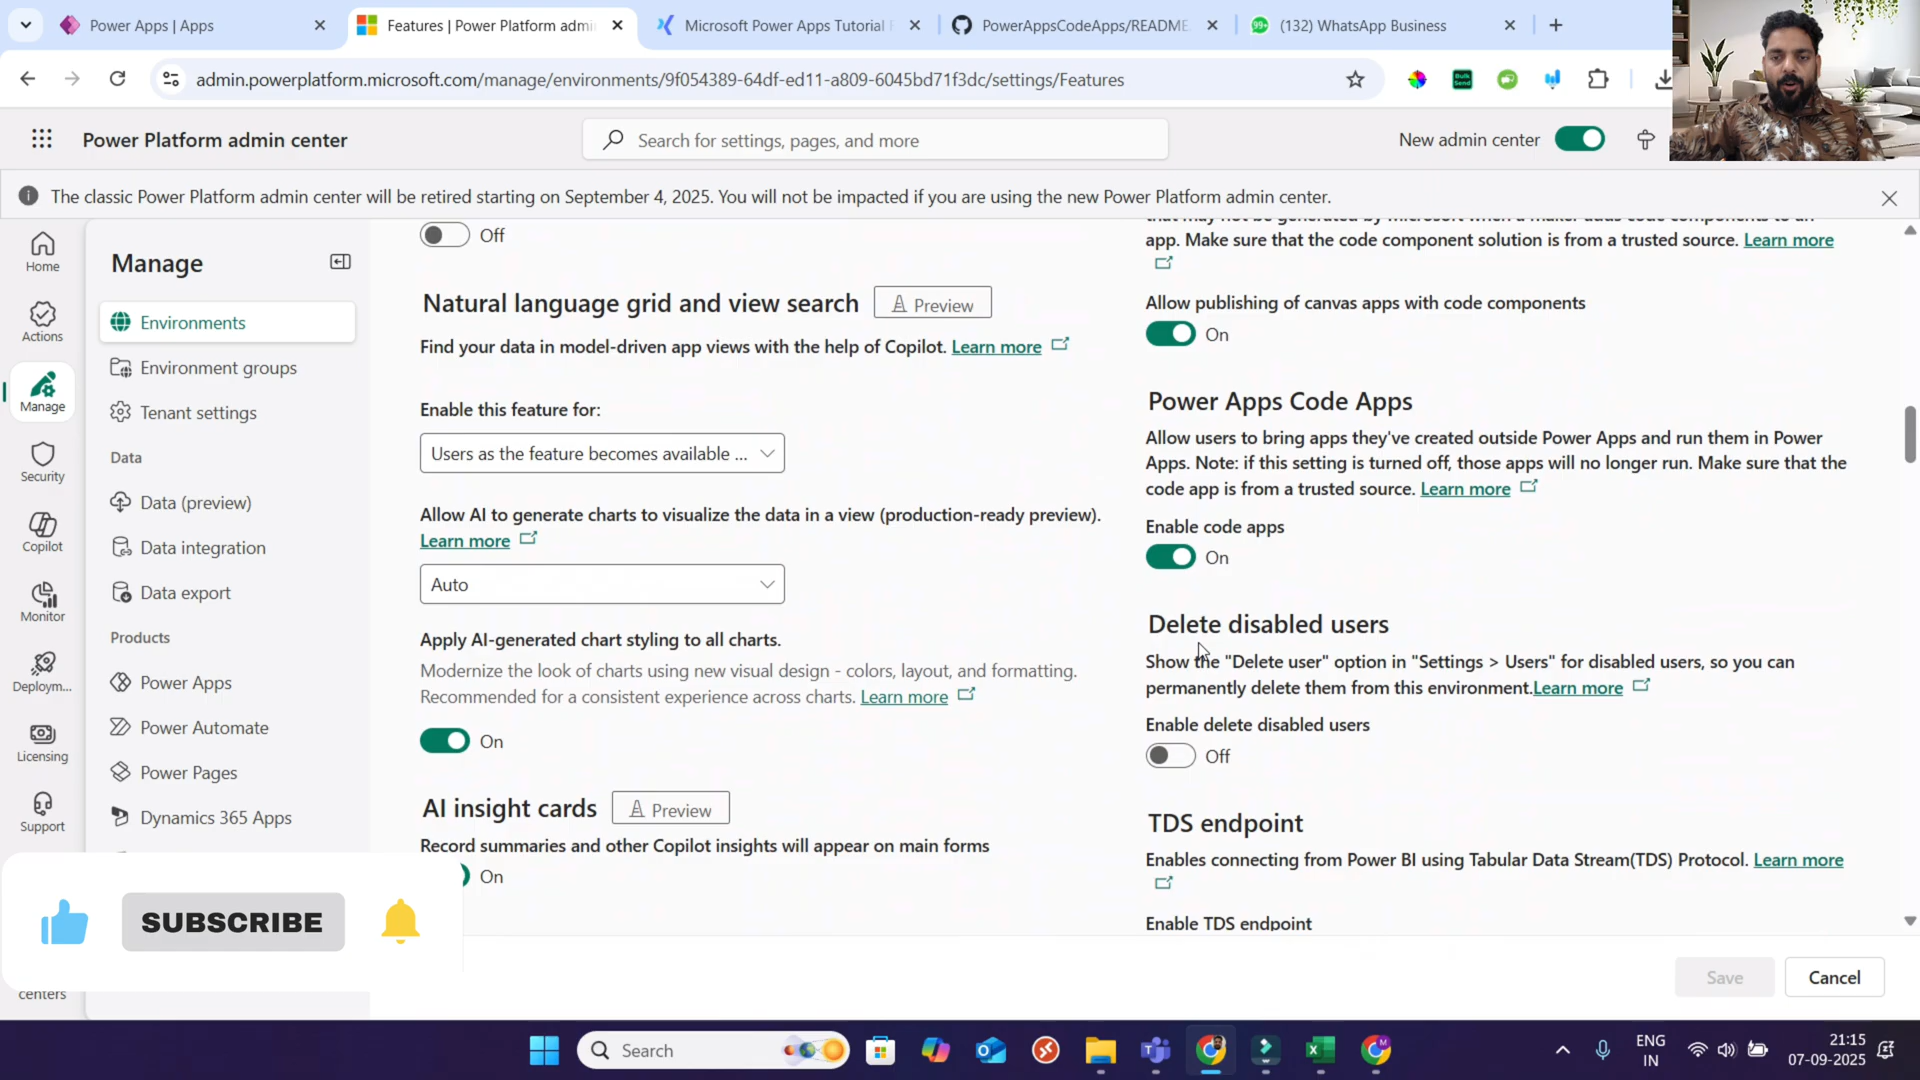 Power Apps | Apps
Features | Power Platform admi
Microsoft Power Apps Tutorial
PowerAppsCodeApps/README
99+
(132) WhatsApp Business
admin.powerplatform.microsoft.com/manage/environments/9f054389-64df-ed11-a809-6045bd71f3dc/settings/Features
Power Platform admin center
Search for settings, pages, and more
New admin center
The classic Power Platform admin center will be retired starting on September 4, 2025. You will not be impacted if you are using the new Power Platform admin center.
Home
Actions
Manage
Security
Copilot
Monitor
Deploym...
Licensing
Support
centers
Manage
Environments
Environment groups
Tenant settings
Data
Data (preview)
Data integration
Data export
Products
Power Apps
Power Automate
Power Pages
Dynamics 365 Apps
SUBSCRIBE
Off
Natural language grid and view search
Preview
Find your data in model-driven app views with the help of Copilot. Learn more
Enable this feature for:
Users as the feature becomes available ...
Allow AI to generate charts to visualize the data in a view (production-ready preview).
Learn more
Auto
Apply AI-generated chart styling to all charts.
Modernize the look of charts using new visual design - colors, layout, and formatting.
Recommended for a consistent experience across charts. Learn more
On
AI insight cards
Preview
Record summaries and other Copilot insights will appear on main forms
On
that may not be generated by Microsoft when a maker adds code components to an
app. Make sure that the code component solution is from a trusted source. Learn more
Allow publishing of canvas apps with code components
On
Power Apps Code Apps
Allow users to bring apps they've created outside Power Apps and run them in Power
Apps. Note: if this setting is turned off, those apps will no longer run. Make sure that the
code app is from a trusted source. Learn more
Enable code apps
On
Delete disabled users
Show the "Delete user" option in "Settings > Users" for disabled users, so you can
permanently delete them from this environment.Learn more
Enable delete disabled users
Off
TDS endpoint
Enables connecting from Power BI using Tabular Data Stream(TDS) Protocol. Learn more
Enable TDS endpoint
Save
Cancel
Search
ENG
IN
21:15
07-09-2025